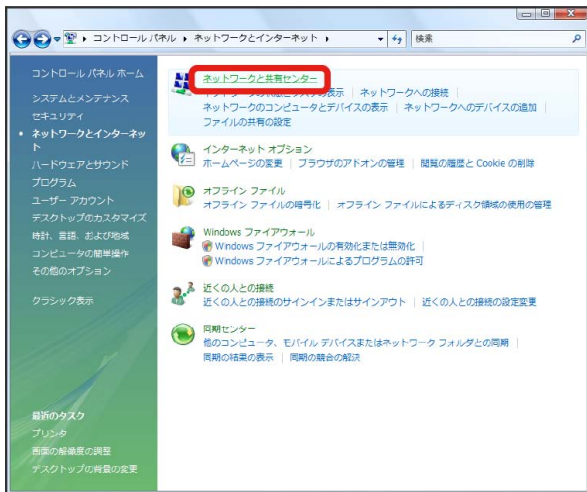 コントロール パネル ▸ ネットワークとインターネット ▸
検索
コントロール パネル ホーム
システムとメンテナンス
セキュリティ
• ネットワークとインターネッ
ト
ハードウェアとサウンド
プログラム
ユーザー アカウント
デスクトップのカスタマイズ
時計、言語、および地域
コンピュータの簡単操作
その他のオプション
クラシック表示
最近のタスク
プリンタ
画面の解像度の調整
デスクトップの背景の変更
ネットワークと共有センター
ネットワークの状態とタスクの表示 | ネットワークへの接続 |
ネットワークのコンピュータとデバイスの表示 | ネットワークへのデバイスの追加 |
ファイルの共有の設定
インターネット オプション
ホームページの変更 | ブラウザのアドオンの管理 | 閲覧の履歴と Cookie の削除
オフライン ファイル
オフライン ファイルの暗号化 | オフライン ファイルによるディスク領域の使用の管理
Windows ファイアウォール
Windows ファイアウォールの有効化または無効化 |
Windows ファイアウォールによるプログラムの許可
近くの人との接続
近くの人との接続のサインインまたはサインアウト | 近くの人との接続の設定変更
同期センター
他のコンピュータ、モバイル デバイスまたはネットワーク フォルダとの同期 |
同期の結果の表示 | 同期の競合の解決